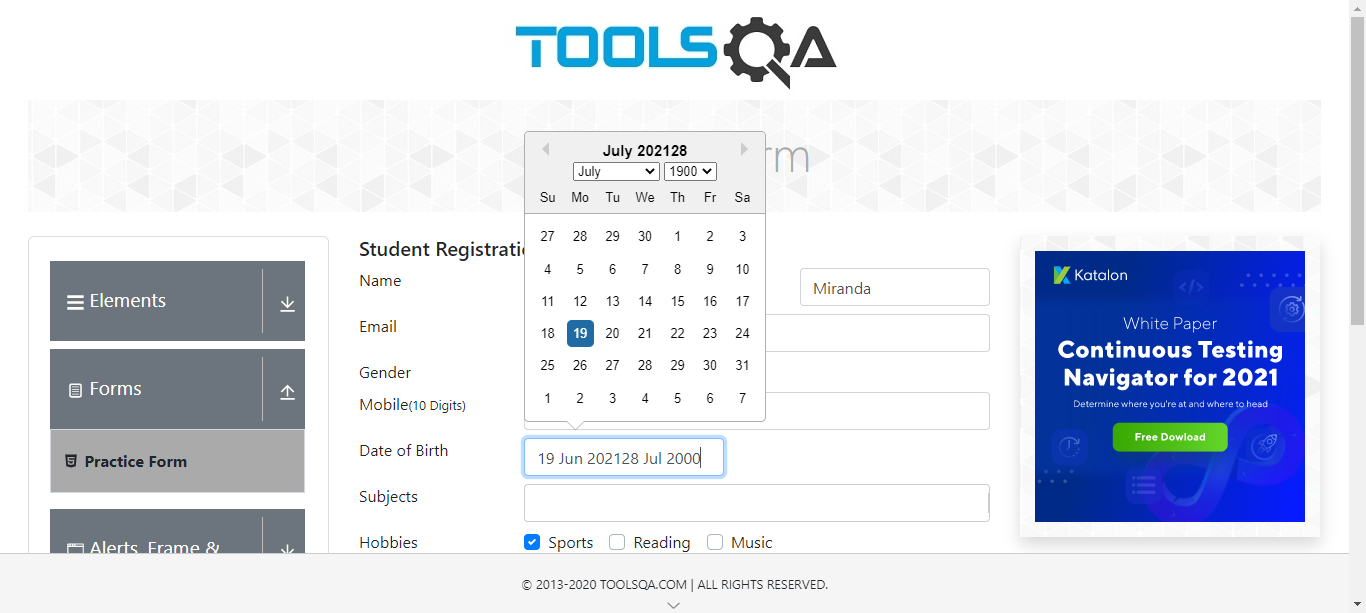 TOOLSQA
rm
July 202128
July 1900
Su Mo Tu We Th Fr Sa
27 28 29 30 1 2 3
4 5 6 7 8 9 10
11 12 13 14 15 16 17
18 19 20 21 22 23 24
25 26 27 28 29 30 31
1 2 3 4 5 6 7
Elements
Forms
Practice Form
Alerts, Frame &
Student Registrati
Name
Miranda
Email
Gender
Mobile(10 Digits)
Date of Birth
19 Jun 202128 Jul 2000
Subjects
Hobbies
Sports Reading Music
Katalon
White Paper
Continuous Testing
Navigator for 2021
Determine where you're at and where to head
Free Dowload
© 2013-2020 TOOLSQA.COM | ALL RIGHTS RESERVED.